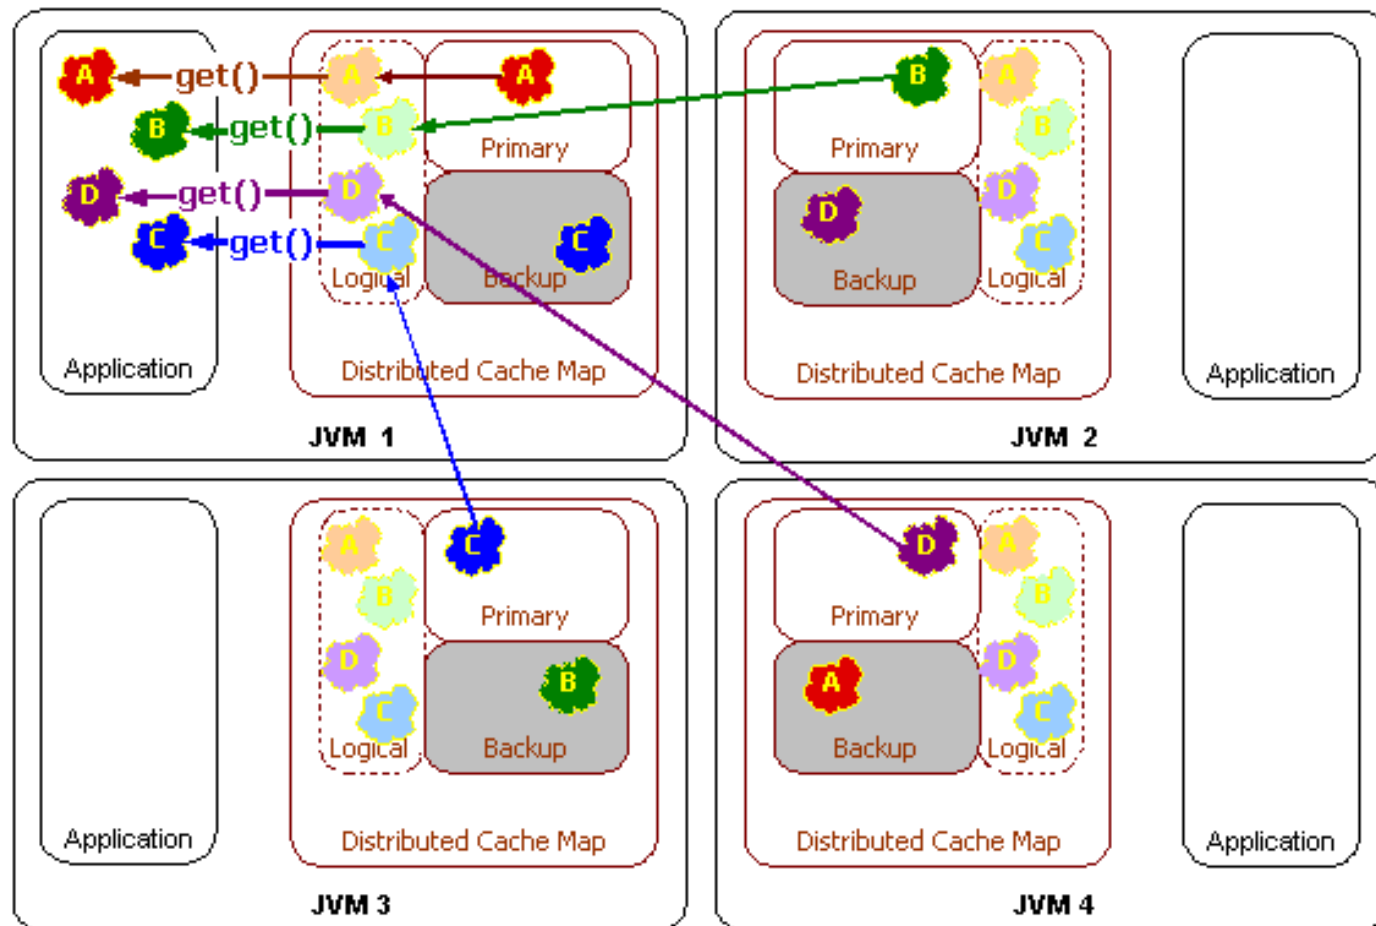 A get() A A
B get() B
Primary
D get() D
C get() C C
Logical Backup
Application Distributed Cache Map
JVM 1
B A
B
Primary
D D
C
Backup Logical
Distributed Cache Map Application
JVM 2
A C
B
Primary
D B
C
Logical Backup
Application Distributed Cache Map
JVM 3
D A
B
Primary
D
A C
Backup Logical
Distributed Cache Map Application
JVM 4